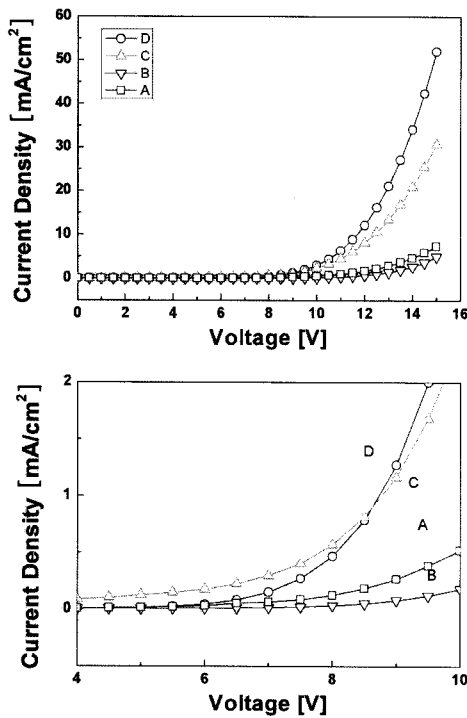 60
50
40
30
20
10
0
D
C
B
A
0 2 4 6 8 10 12 14 16
Current Density [mA/cm²]
Voltage [V]
2
1
0
D
C
A
B
4 6 8 10
Current Density [mA/cm²]
Voltage [V]